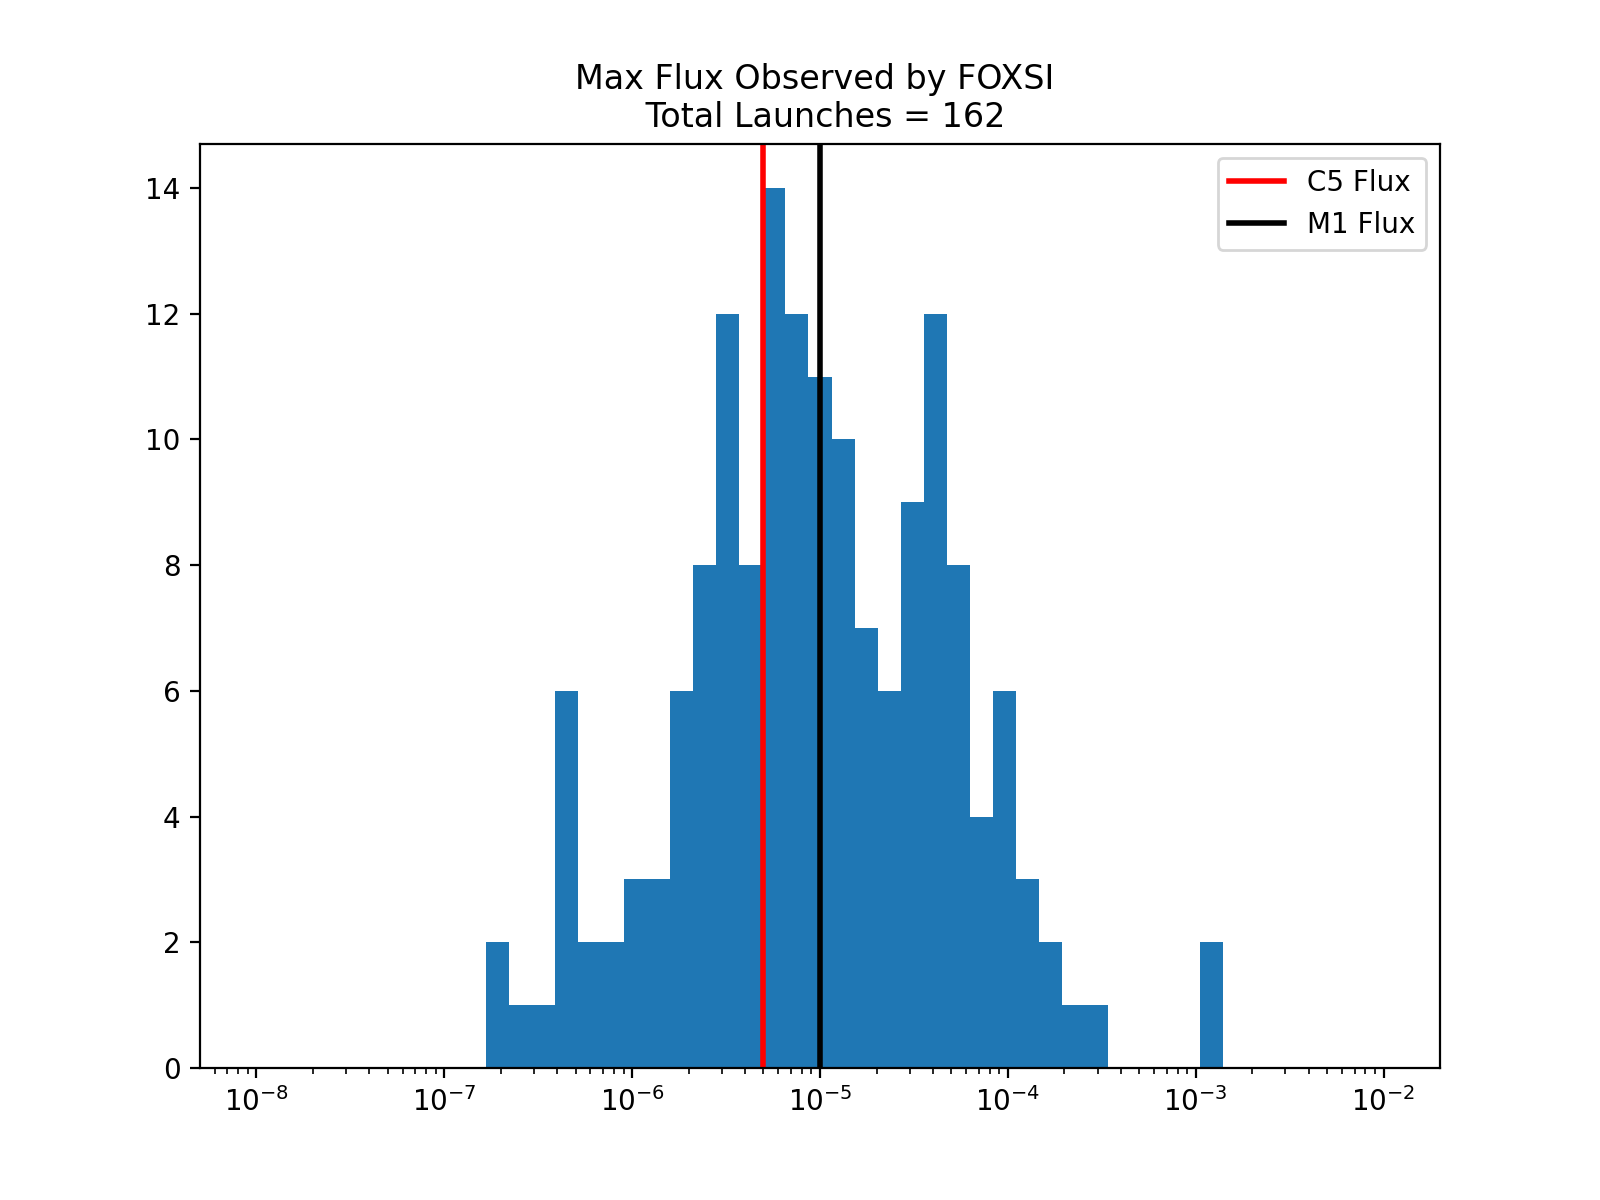 Max Flux Observed by FOXSI
Total Launches = 162
C5 Flux
M1 Flux
14
12
10
8
6
4
2
0
10⁻⁸ 10⁻⁷ 10⁻⁶ 10⁻⁵ 10⁻⁴ 10⁻³ 10⁻²